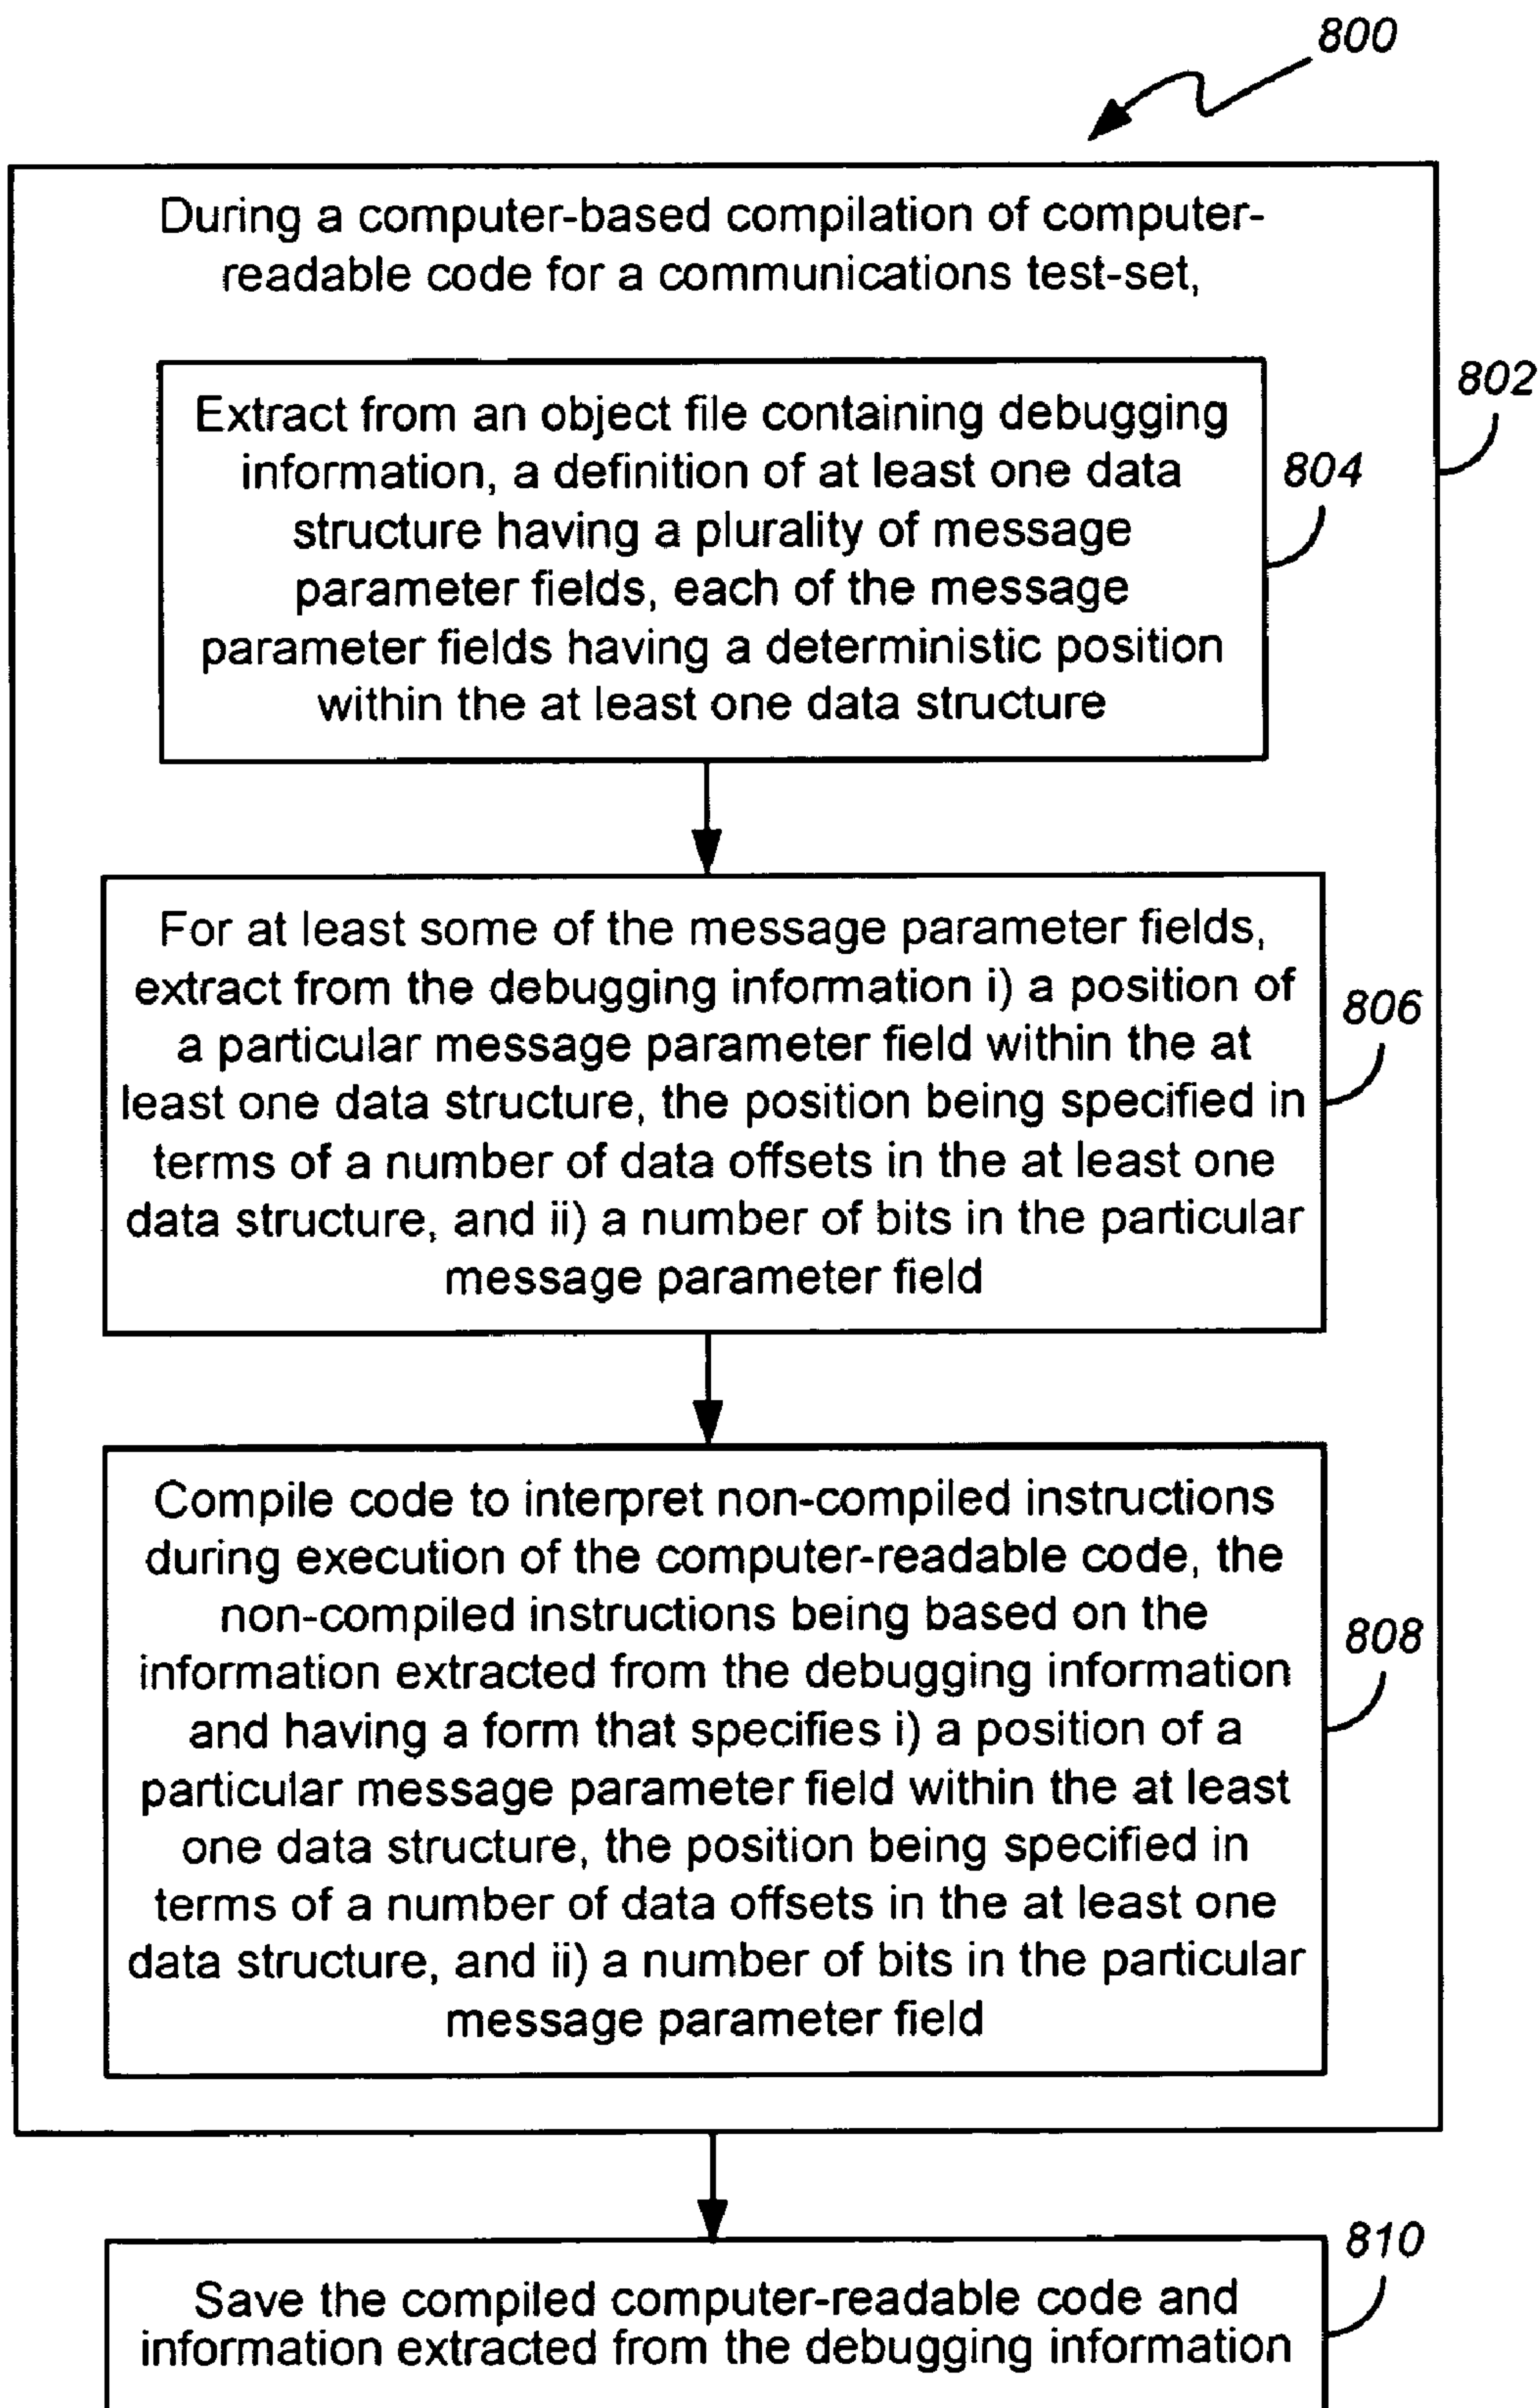 800
During a computer-based compilation of computer-
readable code for a communications test-set,
802
Extract from an object file containing debugging
information, a definition of at least one data
structure having a plurality of message
parameter fields, each of the message
parameter fields having a deterministic position
within the at least one data structure
804
For at least some of the message parameter fields,
extract from the debugging information i) a position of
a particular message parameter field within the at
least one data structure, the position being specified in
terms of a number of data offsets in the at least one
data structure, and ii) a number of bits in the particular
message parameter field
806
Compile code to interpret non-compiled instructions
during execution of the computer-readable code, the
non-compiled instructions being based on the
information extracted from the debugging information
and having a form that specifies i) a position of a
particular message parameter field within the at least
one data structure, the position being specified in
terms of a number of data offsets in the at least one
data structure, and ii) a number of bits in the particular
message parameter field
808
810
Save the compiled computer-readable code and
information extracted from the debugging information